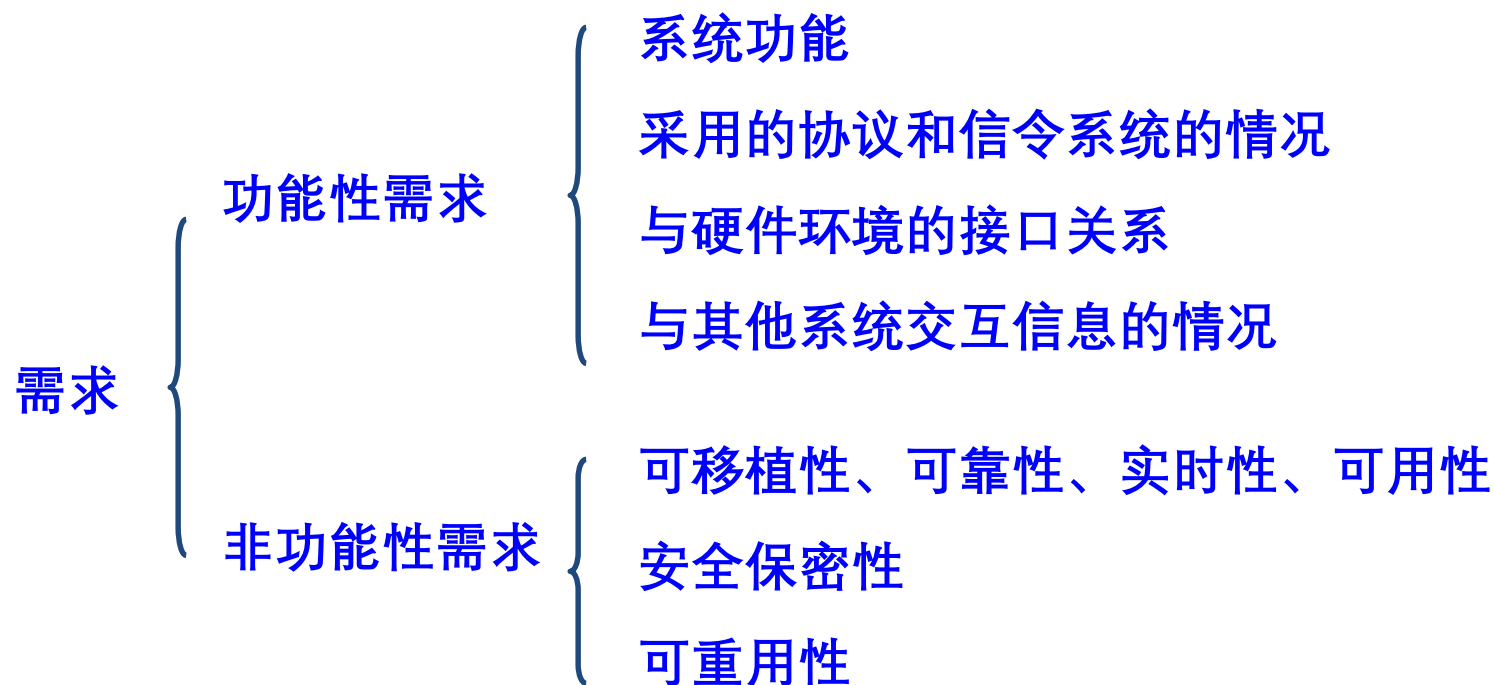 需求
功能性需求
系统功能
采用的协议和信令系统的情况
与硬件环境的接口关系
与其他系统交互信息的情况
非功能性需求
可移植性、可靠性、实时性、可用性
安全保密性
可重用性